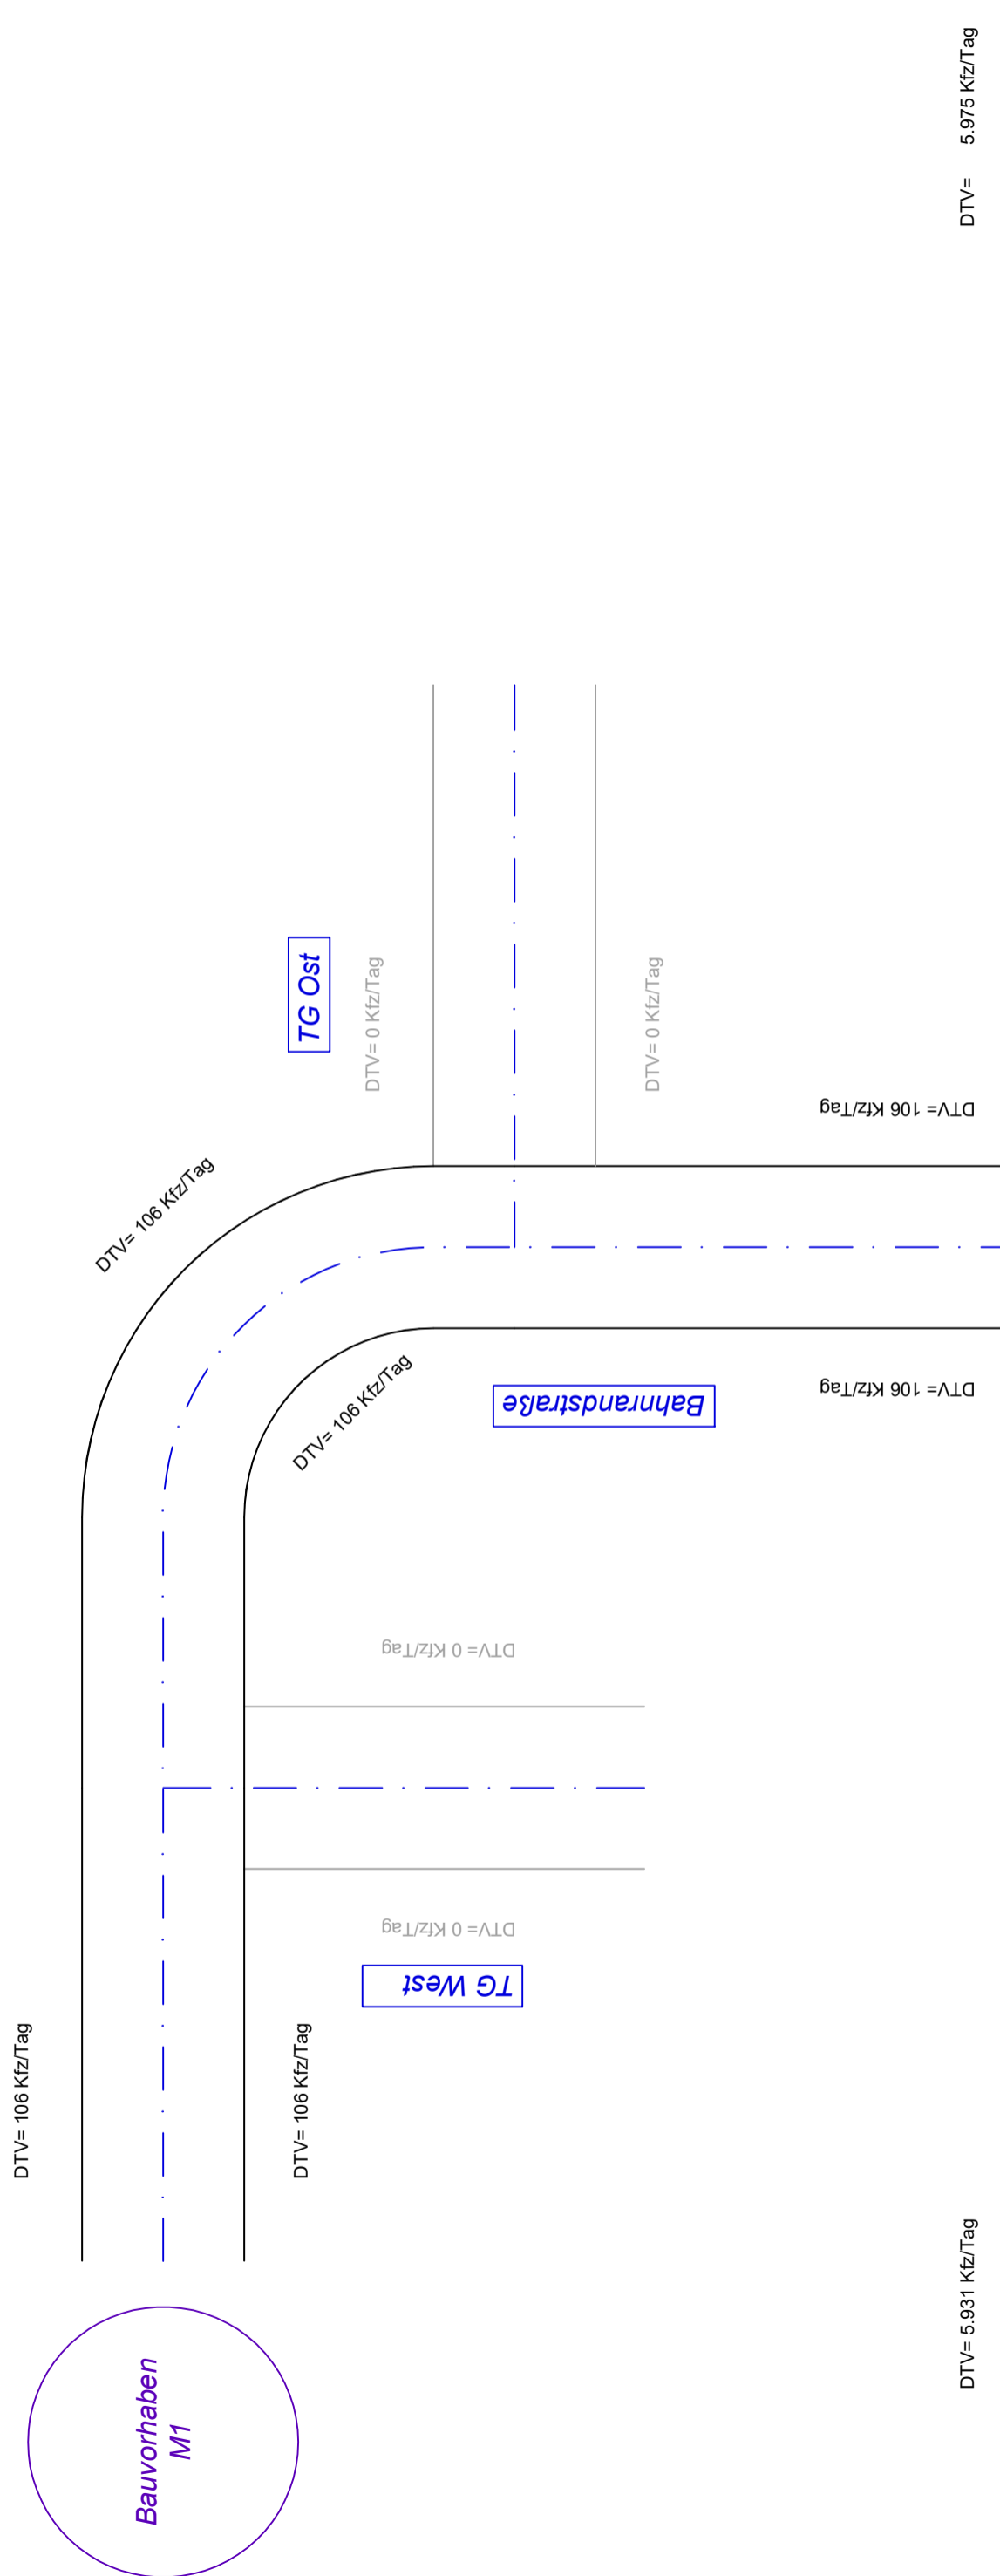 DTV= 5.975 Kfz/Tag
TG Ost
DTV= 0 Kfz/Tag
DTV= 0 Kfz/Tag
DTV= 106 Kfz/Tag
DTV= 106 Kfz/Tag
DTV= 106 Kfz/Tag
Bahnrandstraße
DTV= 106 Kfz/Tag
DTV= 0 Kfz/Tag
DTV= 0 Kfz/Tag
TG West
DTV= 106 Kfz/Tag
DTV= 106 Kfz/Tag
DTV= 5.931 Kfz/Tag
Bauvorhaben
M1